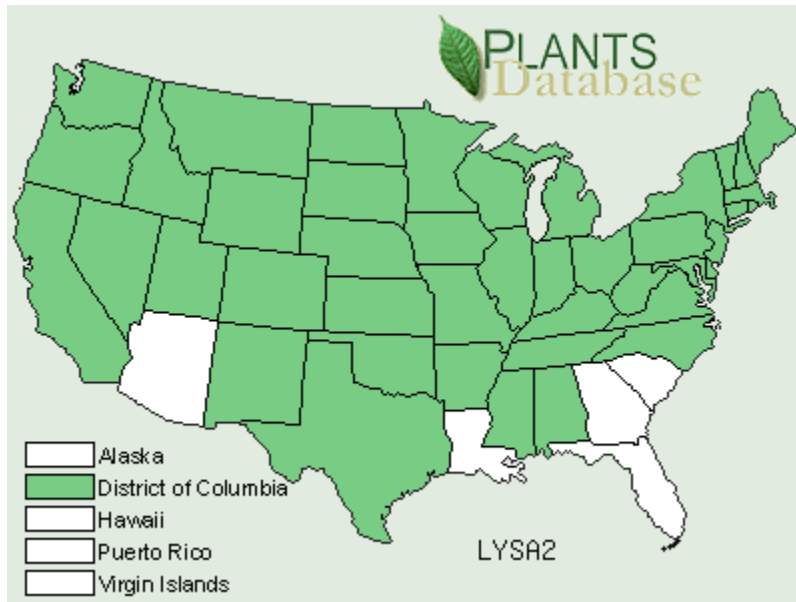 PLANTS
Database
Alaska
District of Columbia
Hawaii
Puerto Rico
Virgin Islands
LYSA2